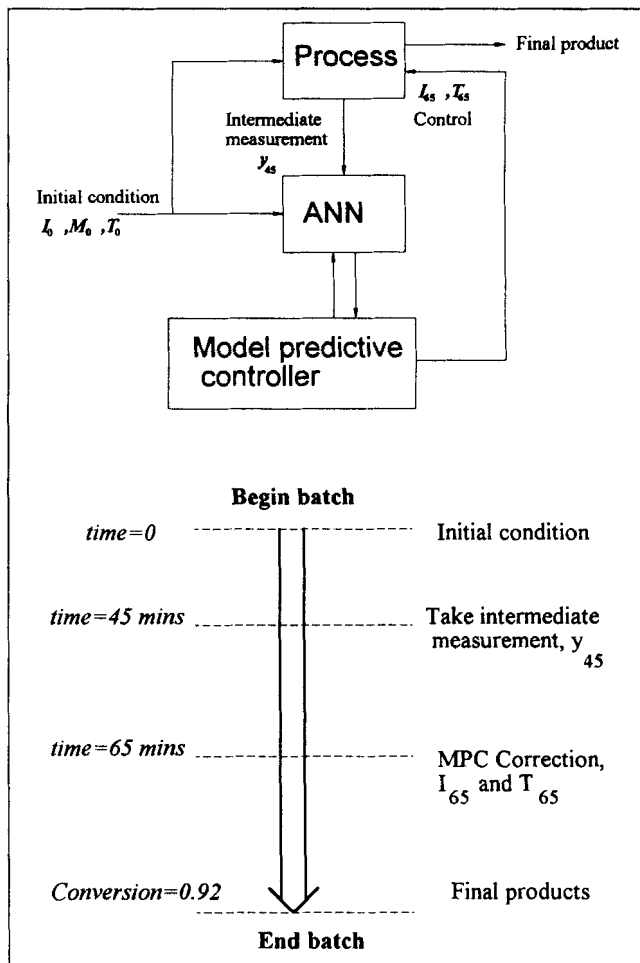 Process
Final product
I65 , T65
Control
Intermediate
measurement
y45
Initial condition
I0 ,M0 ,T0
ANN
Model predictive
controller
Begin batch
time=0
Initial condition
time=45 mins
Take intermediate
measurement, y45
time=65 mins
MPC Correction,
I65 and T65
Conversion=0.92
Final products
End batch